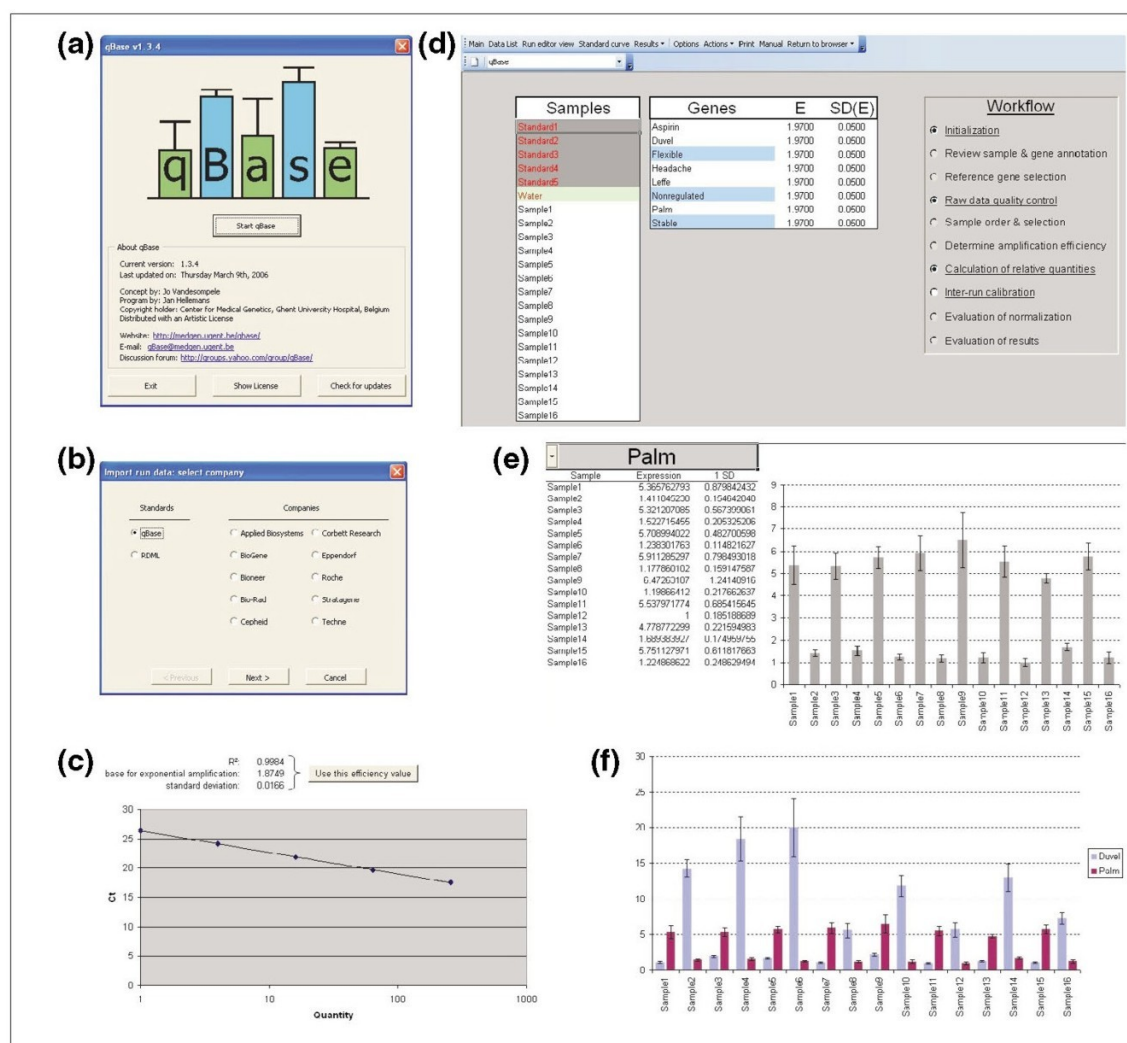 (a)
qBase v1.3.4
qBase
Start qBase
About qBase
Current version: 1.3.4
Last updated on: Thursday March 9th, 2006
Concept by: Jo Vandesompele
Program by: Jan Hellemans
Copyright holder: Center for Medical Genetics, Ghent University Hospital, Belgium
Distributed with an Artistic License
Website: http://medgen.ugent.be/qbase/
E-mail: qBase@medgen.ugent.be
Discussion forum: http://groups.yahoo.com/group/qBase/
Exit Show License Check for updates
(b)
Import run data: select company
Standards Companies
qBase Applied Biosystems Corbett Research
RDML BioGene Eppendorf
Bioneer Roche
Bio-Rad Stratagene
Cepheid Techne
< Previous Next > Cancel
(c)
R²: 0.9984
base for exponential amplification: 1.8749
standard deviation: 0.0166
Use this efficiency value
30
25
20
15
10
5
0
Ct
1 10 100 1000
Quantity
(d)
Main Data List Run editor view Standard curve Results Options Actions Print Manual Return to browser
qBase
Samples
Standard1
Standard2
Standard3
Standard4
Standard5
Water
Sample1
Sample2
Sample3
Sample4
Sample5
Sample6
Sample7
Sample8
Sample9
Sample10
Sample11
Sample12
Sample13
Sample14
Sample15
Sample16
Genes E SD(E)
Aspirin 1.9700 0.0500
Duvel 1.9700 0.0500
Flexible 1.9700 0.0500
Headache 1.9700 0.0500
Leffe 1.9700 0.0500
Nonregulated 1.9700 0.0500
Palm 1.9700 0.0500
Stable 1.9700 0.0500
Workflow
Initialization
Review sample & gene annotation
Reference gene selection
Raw data quality control
Sample order & selection
Determine amplification efficiency
Calculation of relative quantities
Inter-run calibration
Evaluation of normalization
Evaluation of results
(e)
Palm
Sample Expression 1 SD
Sample1 5.365762793 0.879842432
Sample2 1.411045230 0.154642040
Sample3 5.321207085 0.567399061
Sample4 1.522715455 0.205325206
Sample5 5.708994022 0.482700598
Sample6 1.238301763 0.114821627
Sample7 5.911285297 0.798493018
Sample8 1.177860102 0.159147587
Sample9 6.47263107 1.24140916
Sample10 1.19866412 0.217662637
Sample11 5.537971774 0.685415645
Sample12 1 0.185188689
Sample13 4.778772299 0.221594983
Sample14 1.689383927 0.174959755
Sample15 5.751127971 0.611817663
Sample16 1.224868622 0.248629494
9
8
7
6
5
4
3
2
1
0
Sample1 Sample2 Sample3 Sample4 Sample5 Sample6 Sample7 Sample8 Sample9 Sample10 Sample11 Sample12 Sample13 Sample14 Sample15 Sample16
(f)
30
25
20
15
10
5
0
Duvel
Palm
Sample1 Sample2 Sample3 Sample4 Sample5 Sample6 Sample7 Sample8 Sample9 Sample10 Sample11 Sample12 Sample13 Sample14 Sample15 Sample16